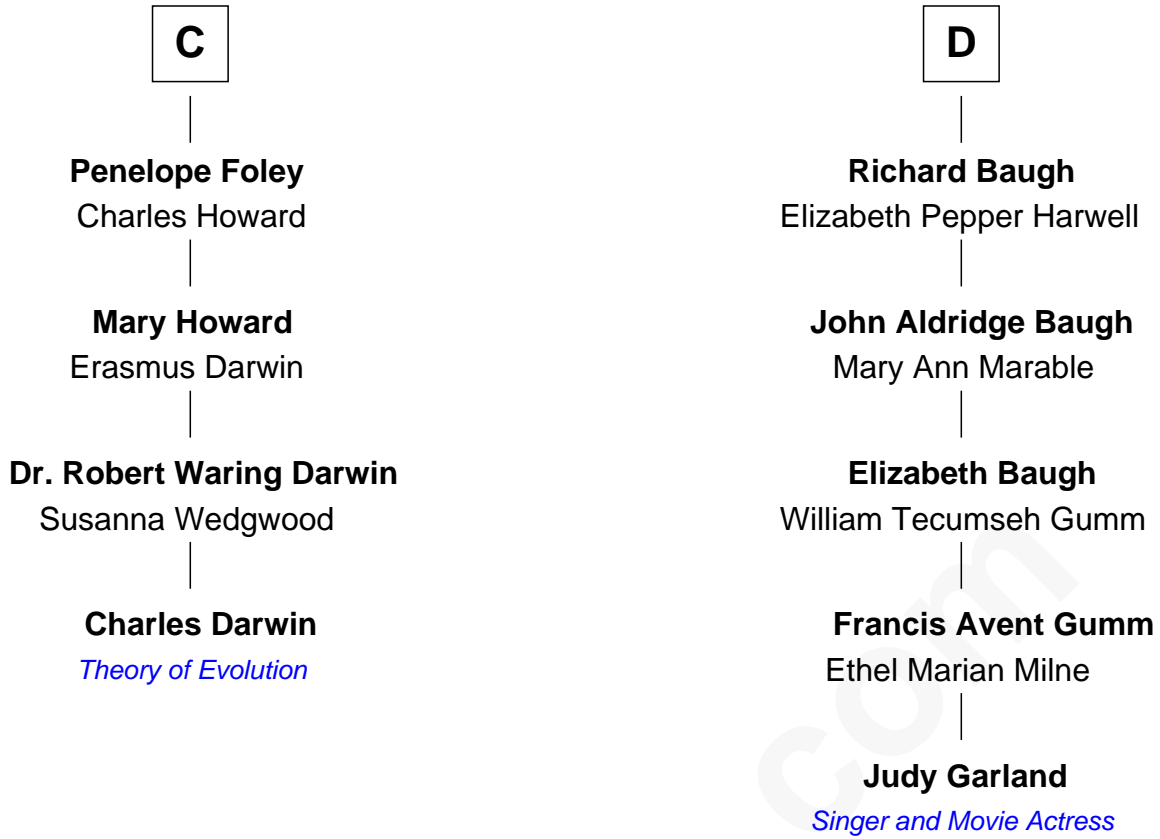 C
Penelope Foley
Charles Howard
Mary Howard
Erasmus Darwin
Dr. Robert Waring Darwin
Susanna Wedgwood
Charles Darwin
Theory of Evolution
D
Richard Baugh
Elizabeth Pepper Harwell
John Aldridge Baugh
Mary Ann Marable
Elizabeth Baugh
William Tecumseh Gumm
Francis Avent Gumm
Ethel Marian Milne
Judy Garland
Singer and Movie Actress
com